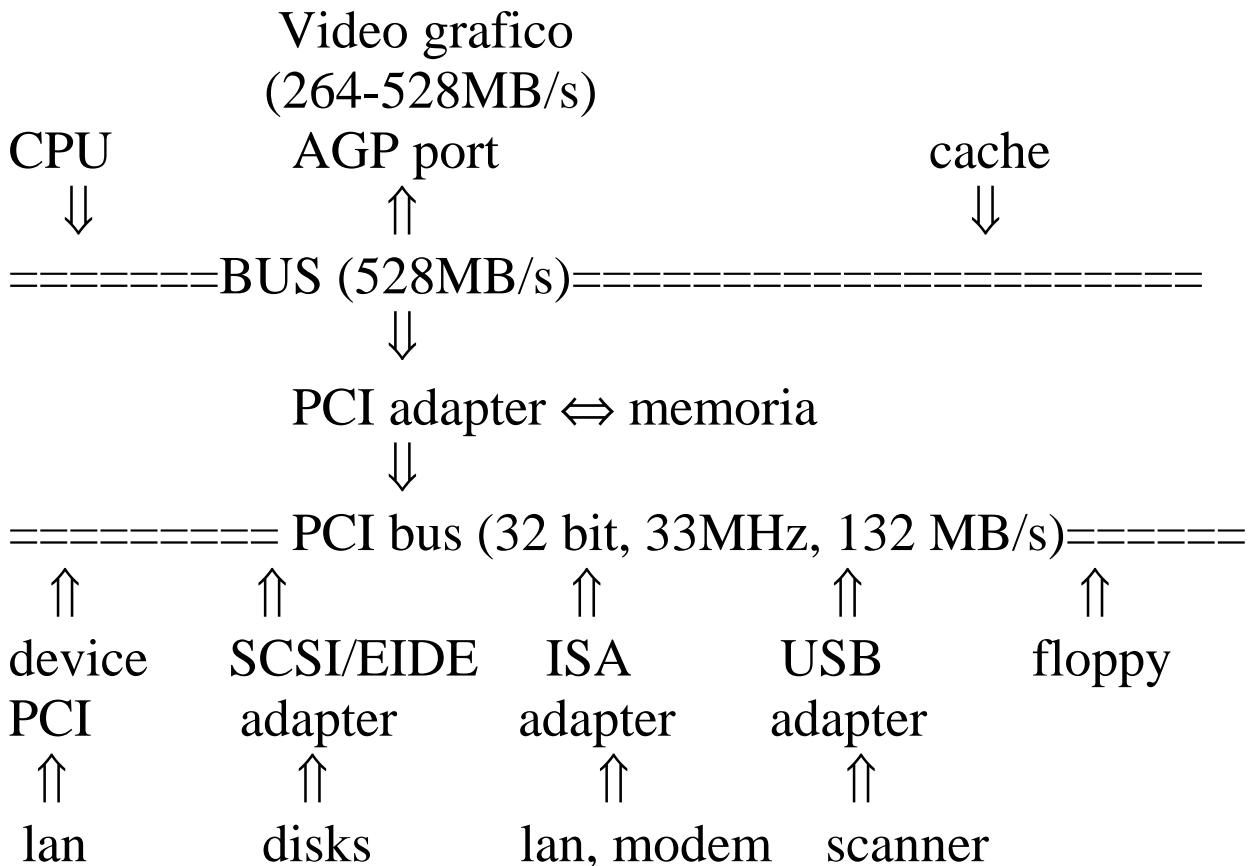 Video grafico
(264-528MB/s)
CPU AGP port cache
⇓ ⇑ ⇓
=======BUS (528MB/s)=====================
⇓
PCI adapter ⇔ memoria
⇓
========= PCI bus (32 bit, 33MHz, 132 MB/s)======
⇑ ⇑ ⇑ ⇑ ⇑
device SCSI/EIDE ISA USB floppy
PCI adapter adapter adapter
⇑ ⇑ ⇑ ⇑
lan disks lan, modem scanner